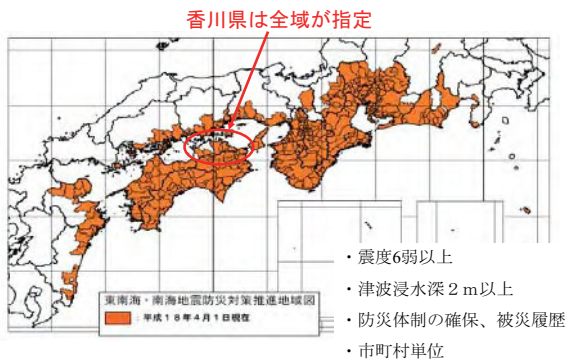 香川県は全域が指定
・震度6弱以上
・津波浸水深２ｍ以上
・防災体制の確保、被災履歴
・市町村単位
東南海・南海地震防災対策推進地域図
：平成１８年４月１日現在